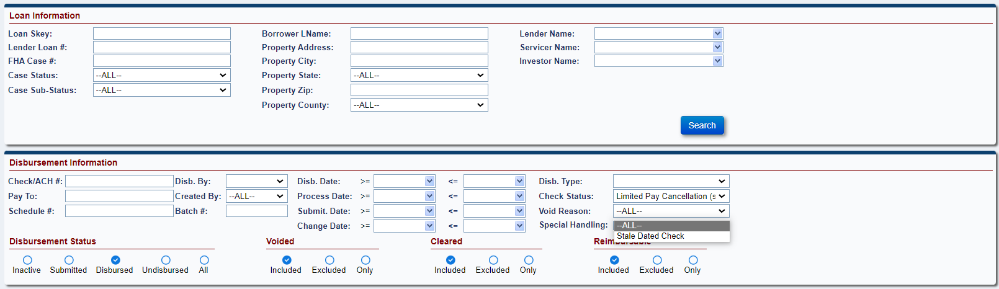 Loan Information
Loan Skey: Borrower LName: Lender Name:
Lender Loan #: Property Address: Servicer Name:
FHA Case #: Property City: Investor Name:
Case Status: --ALL-- Property State: --ALL--
Case Sub-Status: --ALL-- Property Zip:
Property County: --ALL--
Search
Disbursement Information
Check/ACH #: Disb. By: Disb. Date: >= <= Disb. Type:
Pay To: Created By: --ALL-- Process Date: >= <= Check Status: Limited Pay Cancellation (s
Schedule #: Batch #: Submit. Date: >= <= Void Reason: --ALL--
Change Date: >= <= Special Handling: --ALL--
Stale Dated Check
Disbursement Status Voided Cleared Reimbursable
Inactive Submitted Disbursed Undisbursed All Included Excluded Only Included Excluded Only Included Excluded Only